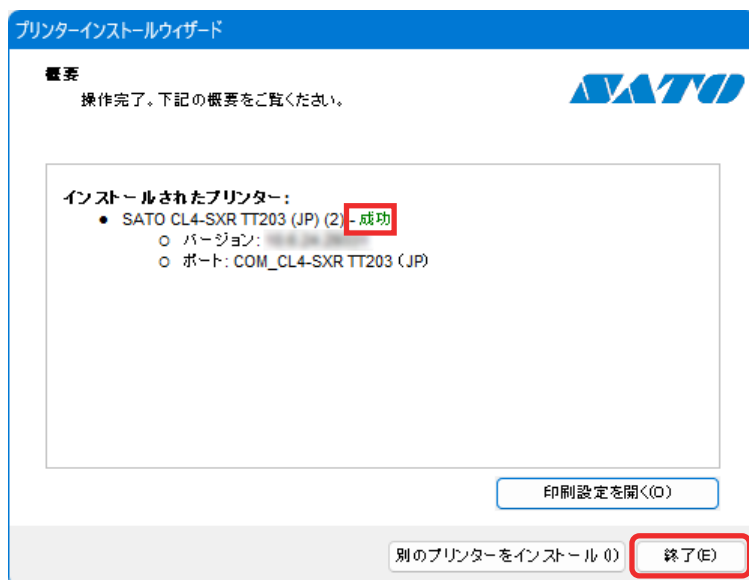 プリンターインストールウィザード
概要
操作完了。下記の概要をご覧ください。
SATO
インストールされたプリンター:
● SATO CL4-SXR TT203 (JP) (2) - 成功
○ バージョン:
○ ポート: COM_CL4-SXR TT203 (JP)
印刷設定を開く(O)
別のプリンターをインストール (I)
終了(E)